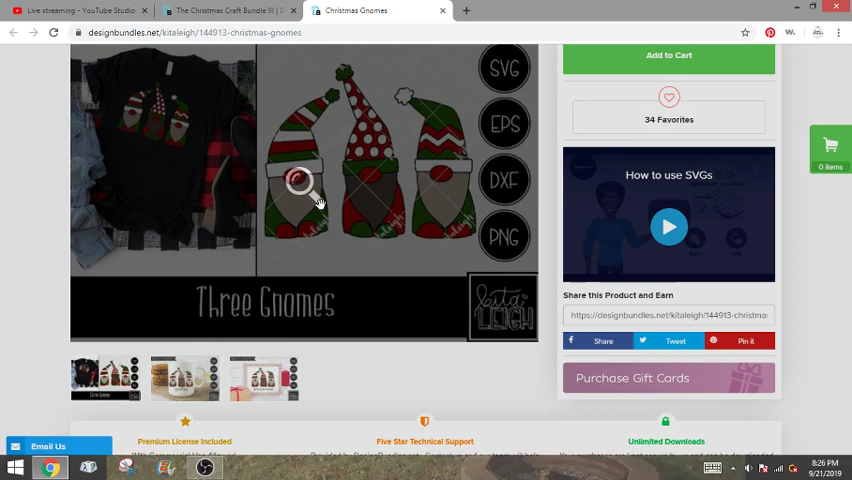 Live streaming - YouTube Studio
The Christmas Craft Bundle III | D
Christmas Gnomes
designbundles.net/kitaleigh/144913-christmas-gnomes
Add to Cart
34 Favorites
0 items
SVG
EPS
DXF
PNG
Three Gnomes
kita
LEIGH
How to use SVGs
Share this Product and Earn
https://designbundles.net/kitaleigh/144913-christma
Share
Tweet
Pin it
Purchase Gift Cards
Premium License Included
Five Star Technical Support
Unlimited Downloads
Email Us
8:26 PM
9/21/2019